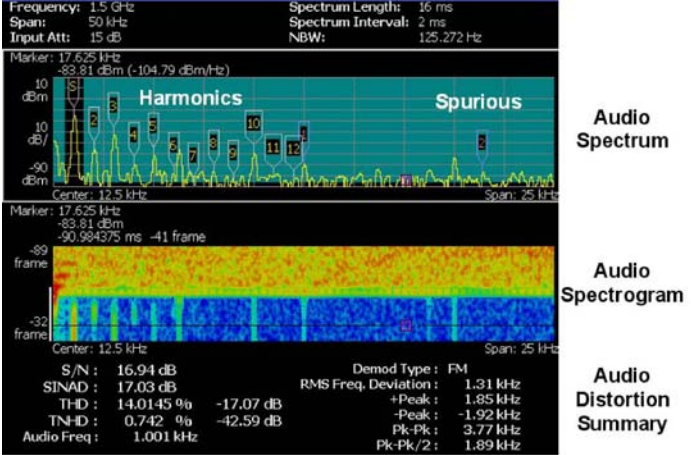 Frequency: 1.5 GHz Spectrum Length: 16 ms
Span: 50 kHz Spectrum Interval: 2 ms
Input Att: 15 dB NBW: 125.272 Hz
Marker: 17.625 kHz
-83.81 dBm (-104.79 dBm/Hz)
10
dBm
Harmonics Spurious
S 2 3 4 5 6 7 8 9 10 11 12 1 2
10
dB/
-90
dBm
Center: 12.5 kHz Span: 25 kHz
Audio
Spectrum
Marker: 17.625 kHz
-83.81 dBm
-90.984375 ms -41 frame
-89
frame
-32
frame
Center: 12.5 kHz Span: 25 kHz
Audio
Spectrogram
S/N: 16.94 dB Demod Type: FM
SINAD: 17.03 dB RMS Freq. Deviation: 1.31 kHz
THD: 14.0145 % -17.07 dB +Peak: 1.85 kHz
TNHD: 0.742 % -42.59 dB -Peak: -1.92 kHz
Audio Freq: 1.001 kHz Pk-Pk: 3.77 kHz
Pk-Pk/2: 1.89 kHz
Audio
Distortion
Summary